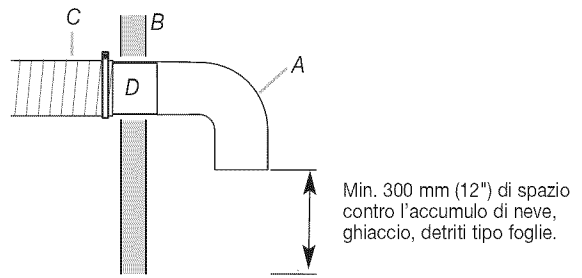 C
B
A
D
Min. 300 mm (12") di spazio
contro l'accumulo di neve,
ghiaccio, detriti tipo foglie.